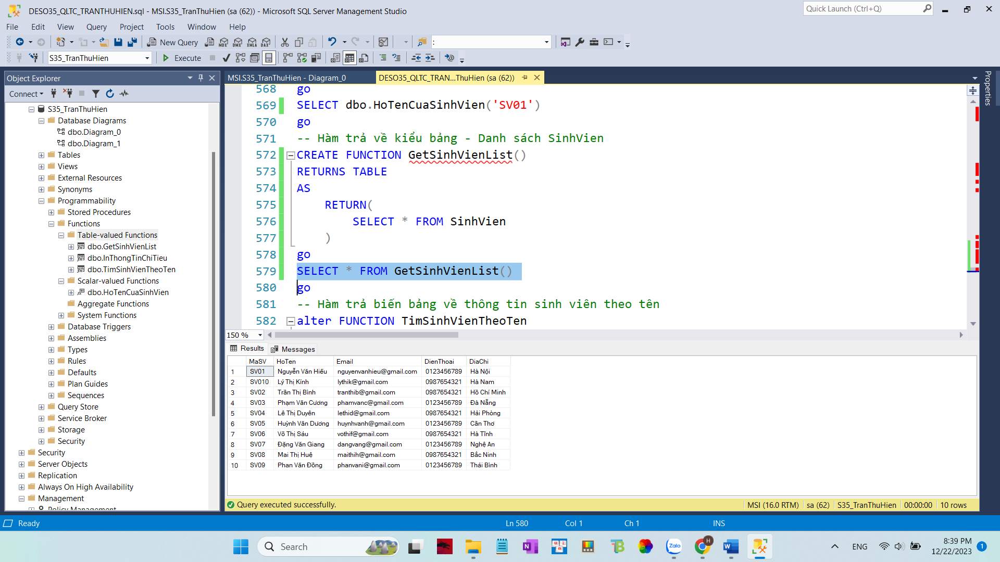 DESO35_QLTC_TRANTHUHIEN.sql - MSI.S35_TranThuHien (sa (62)) - Microsoft SQL Server Management Studio
Quick Launch (Ctrl+Q)
File Edit View Query Project Tools Window Help
New Query MDX DMX XMLA DAX :
S35_TranThuHien Execute
Object Explorer
Connect
S35_TranThuHien
Database Diagrams
dbo.Diagram_0
dbo.Diagram_1
Tables
Views
External Resources
Synonyms
Programmability
Stored Procedures
Functions
Table-valued Functions
dbo.GetSinhVienList
dbo.InThongTinChiTieu
dbo.TimSinhVienTheoTen
Scalar-valued Functions
dbo.HoTenCuaSinhVien
Aggregate Functions
System Functions
Database Triggers
Assemblies
Types
Rules
Defaults
Plan Guides
Sequences
Query Store
Service Broker
Storage
Security
Security
Server Objects
Replication
Always On High Availability
Management
Policy Management
MSI.S35_TranThuHien - Diagram_0
DESO35_QLTC_TRAN...ThuHien (sa (62))
Properties
568 go
569 SELECT dbo.HoTenCuaSinhVien('SV01')
570 go
571 -- Hàm trả về kiểu bảng - Danh sách SinhVien
572 CREATE FUNCTION GetSinhVienList()
573 RETURNS TABLE
574 AS
575 RETURN(
576 SELECT * FROM SinhVien
577 )
578 go
579 SELECT * FROM GetSinhVienList()
580 go
581 -- Hàm trả biến bảng về thông tin sinh viên theo tên
582 alter FUNCTION TimSinhVienTheoTen
150 %
Results Messages
MaSV HoTen Email DienThoai DiaChi
1 SV01 Nguyễn Văn Hiếu nguyenvanhieu@gmail.com 0123456789 Hà Nội
2 SV010 Lý Thị Kính lythik@gmail.com 0987654321 Hà Nam
3 SV02 Trần Thị Bình tranthib@gmail.com 0987654321 Hồ Chí Minh
4 SV03 Phạm Văn Cương phamvanc@gmail.com 0123456789 Đà Nẵng
5 SV04 Lê Thị Duyên lethid@gmail.com 0987654321 Hải Phòng
6 SV05 Huỳnh Văn Dương huynhvanh@gmail.com 0123456789 Cần Thơ
7 SV06 Võ Thị Sáu vothif@gmail.com 0987654321 Hà Tĩnh
8 SV07 Đặng Văn Giang dangvang@gmail.com 0123456789 Nghệ An
9 SV08 Mai Thị Huệ maithih@gmail.com 0987654321 Bắc Ninh
10 SV09 Phan Văn Đồng phanvani@gmail.com 0123456789 Thái Bình
Query executed successfully.
MSI (16.0 RTM) sa (62) S35_TranThuHien 00:00:00 10 rows
Ready Ln 580 Col 1 Ch 1 INS
Search
Zalo
H
ENG
8:39 PM
12/22/2023
1